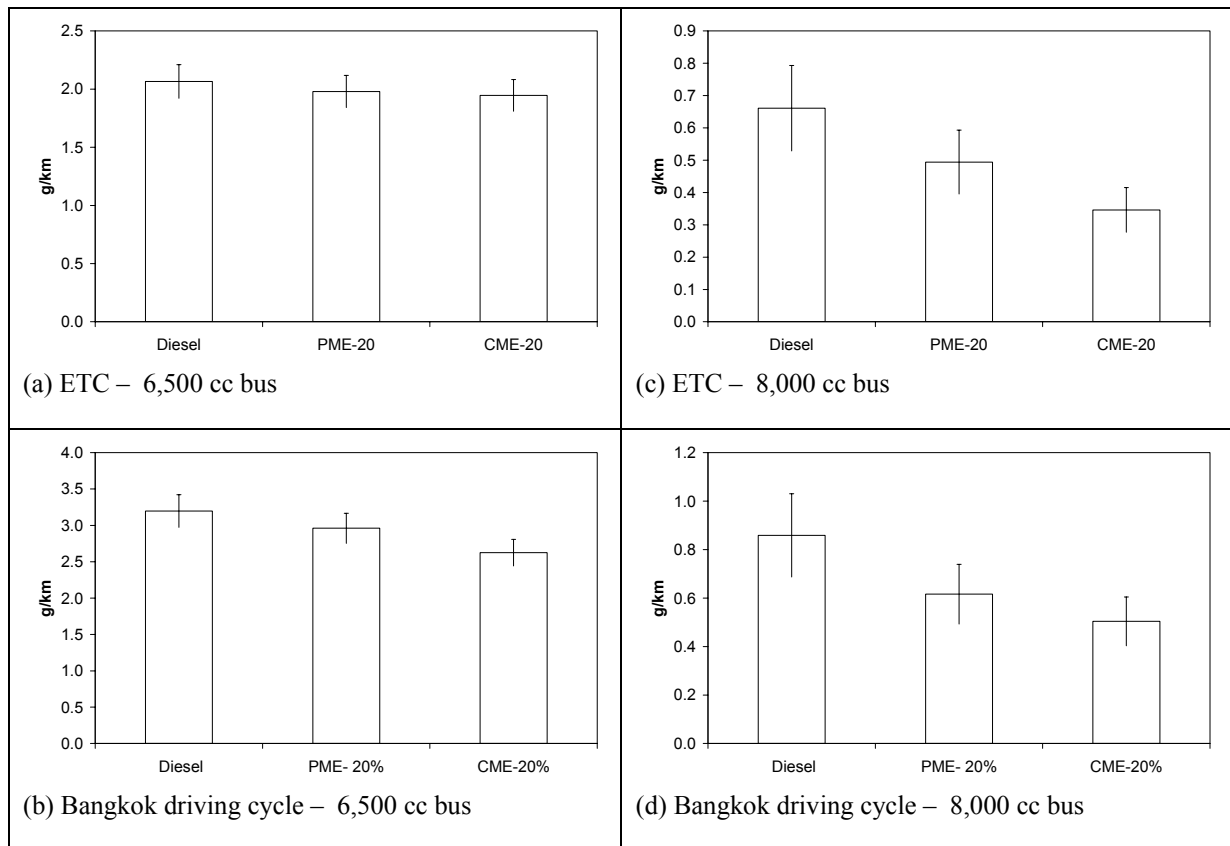 2.5
2.0
1.5
1.0
0.5
0.0
g/km
Diesel PME-20 CME-20
(a) ETC – 6,500 cc bus
0.9
0.8
0.7
0.6
0.5
0.4
0.3
0.2
0.1
0.0
g/km
Diesel PME-20 CME-20
(c) ETC – 8,000 cc bus
4.0
3.5
3.0
2.5
2.0
1.5
1.0
0.5
0.0
g/km
Diesel PME- 20% CME-20%
(b) Bangkok driving cycle – 6,500 cc bus
1.2
1.0
0.8
0.6
0.4
0.2
0.0
g/km
Diesel PME- 20% CME-20%
(d) Bangkok driving cycle – 8,000 cc bus